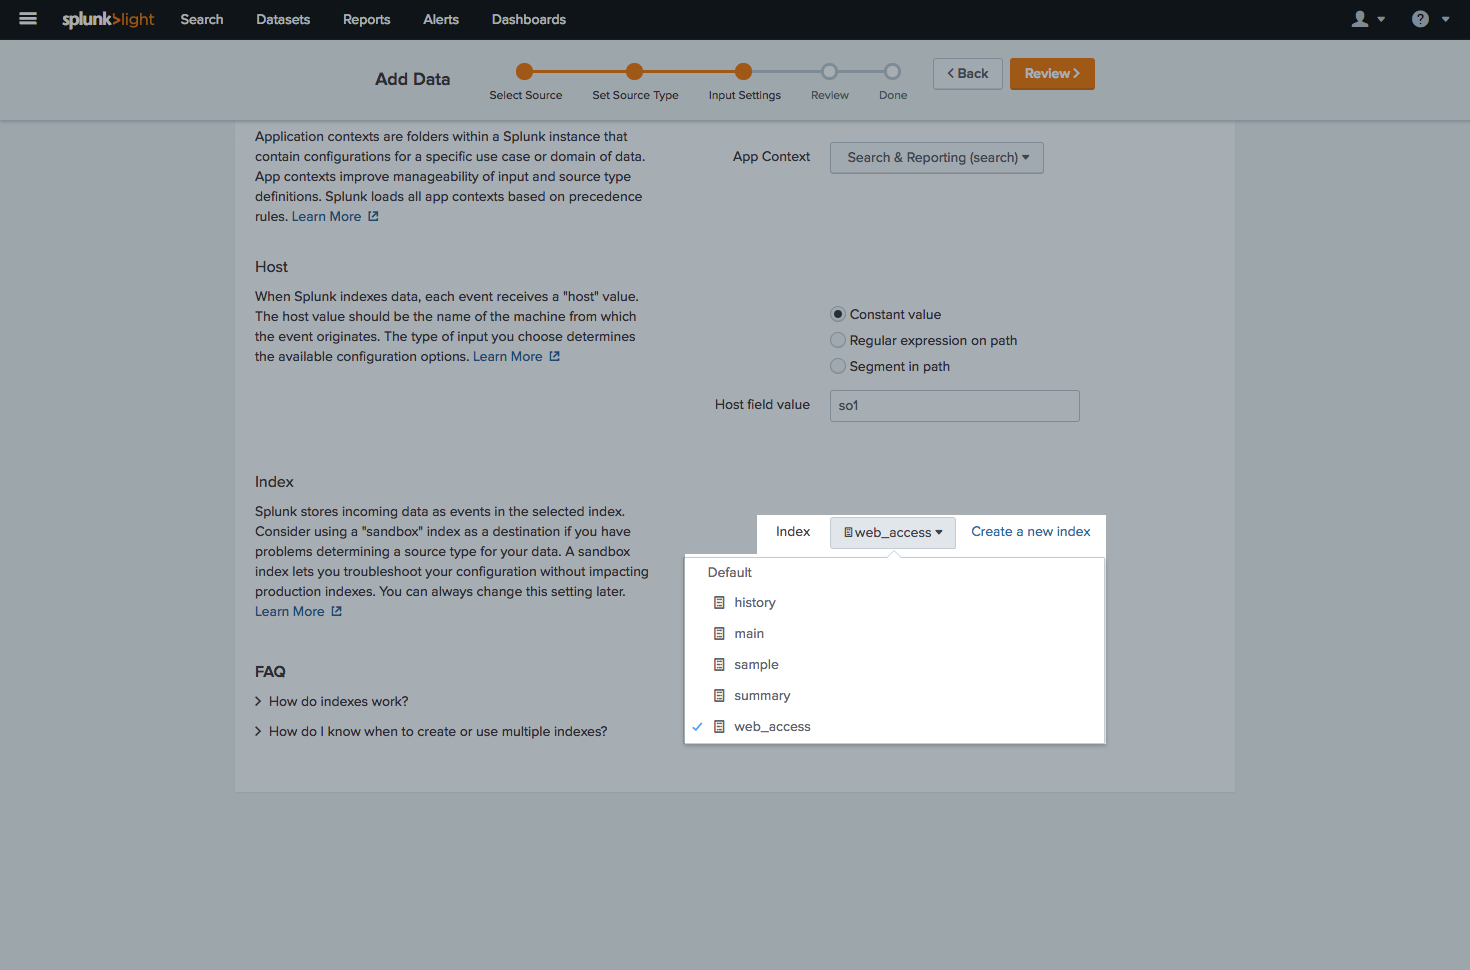 splunk>light Search Datasets Reports Alerts Dashboards ?
Add Data
Select Source Set Source Type Input Settings Review Done
< Back
Review >
Application contexts are folders within a Splunk instance that
contain configurations for a specific use case or domain of data.
App contexts improve manageability of input and source type
definitions. Splunk loads all app contexts based on precedence
rules. Learn More
App Context Search & Reporting (search)
Host
When Splunk indexes data, each event receives a "host" value.
The host value should be the name of the machine from which
the event originates. The type of input you choose determines
the available configuration options. Learn More
Constant value
Regular expression on path
Segment in path
Host field value so1
Index
Splunk stores incoming data as events in the selected index.
Consider using a "sandbox" index as a destination if you have
problems determining a source type for your data. A sandbox
index lets you troubleshoot your configuration without impacting
production indexes. You can always change this setting later.
Learn More
Index web_access Create a new index
Default
history
main
sample
summary
web_access
FAQ
> How do indexes work?
> How do I know when to create or use multiple indexes?